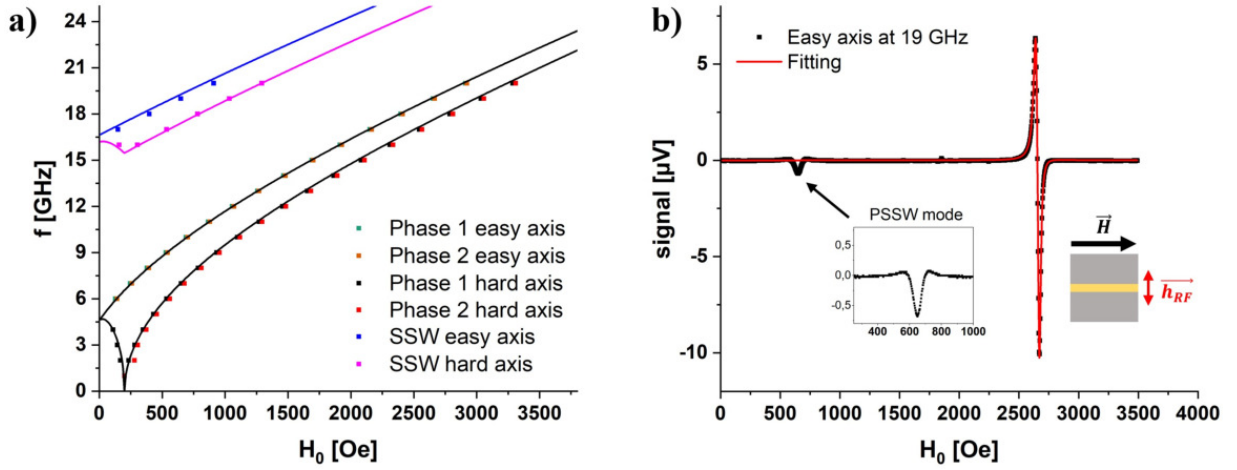 a)
24
21
18
15
12
9
6
3
0
f [GHz]
0 500 1000 1500 2000 2500 3000 3500
H0 [Oe]
Phase 1 easy axis
Phase 2 easy axis
Phase 1 hard axis
Phase 2 hard axis
SSW easy axis
SSW hard axis
b)
5
0
-5
-10
signal [µV]
0 500 1000 1500 2000 2500 3000 3500 4000
H0 [Oe]
Easy axis at 19 GHz
Fitting
PSSW mode
0,5
0,0
-0,5
400 600 800 1000
H
hRF